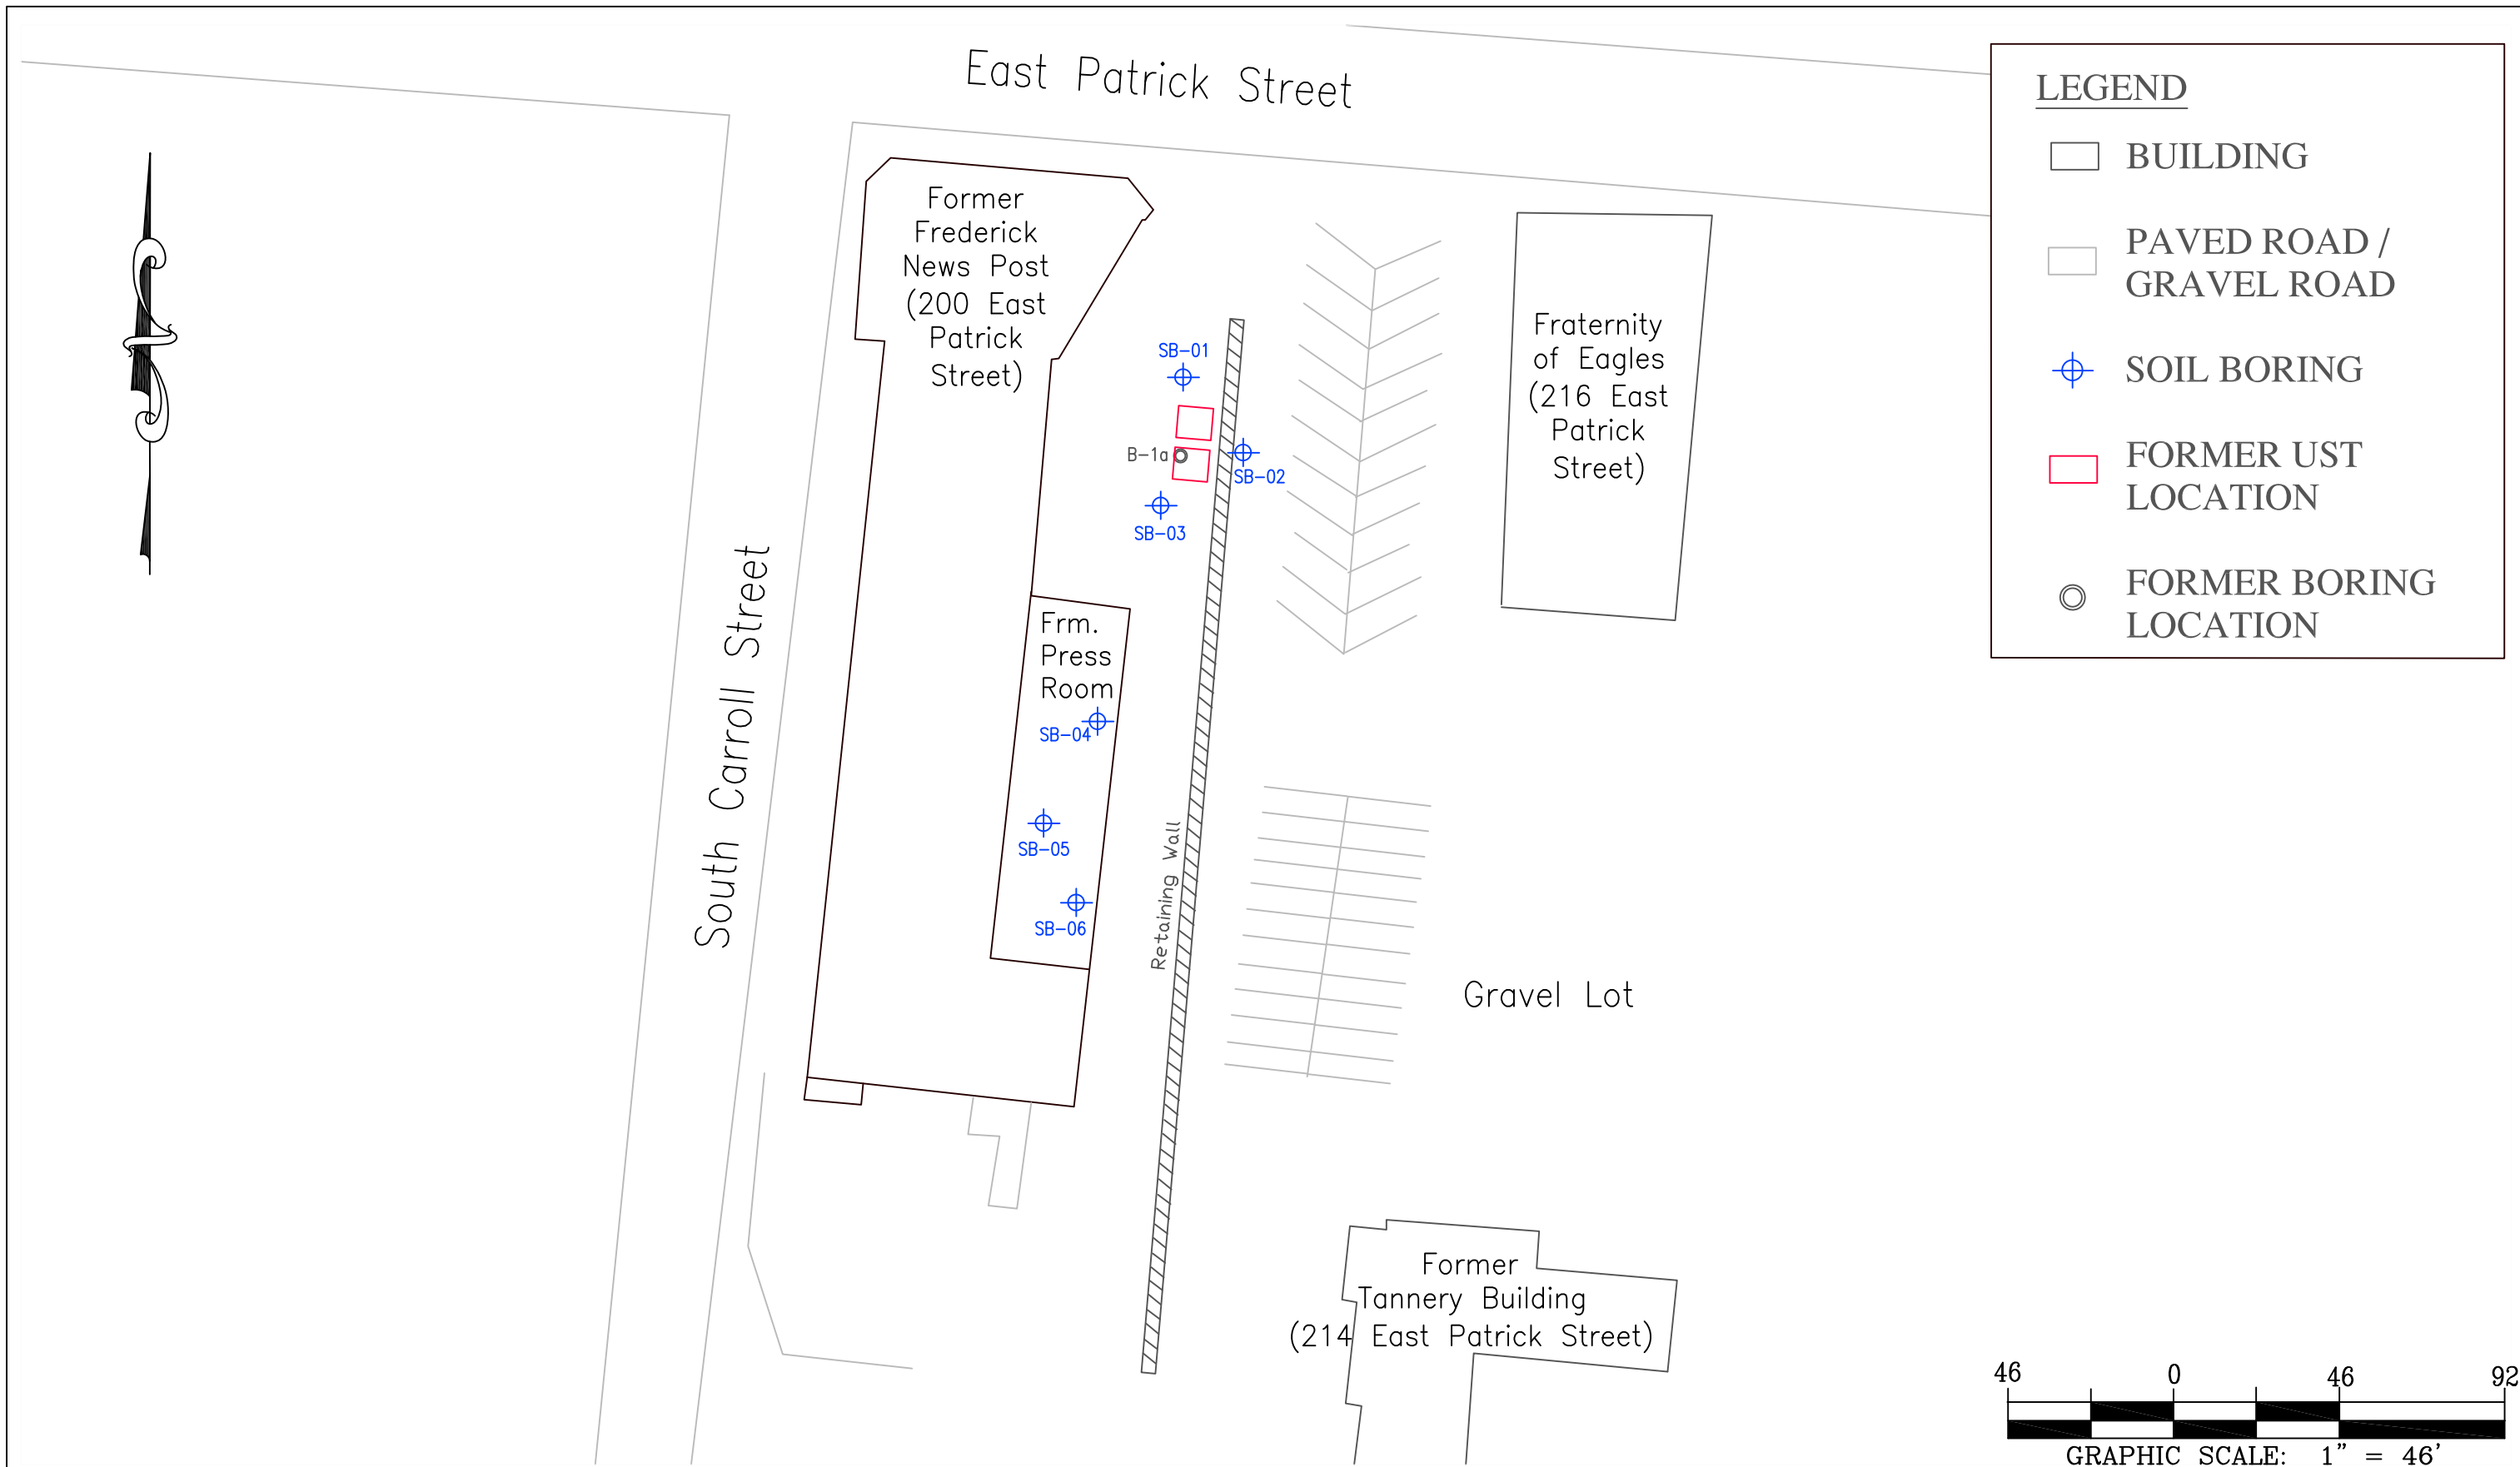 East Patrick Street
LEGEND
BUILDING
PAVED ROAD /
GRAVEL ROAD
SOIL BORING
FORMER UST
LOCATION
FORMER BORING
LOCATION
Former
Frederick
News Post
(200 East
Patrick
Street)
Fraternity
of Eagles
(216 East
Patrick
Street)
SB-01
B-1a
SB-02
SB-03
South Carroll Street
Frm.
Press
Room
SB-04
SB-05
SB-06
Retaining Wall
Gravel Lot
Former
Tannery Building
(214 East Patrick Street)
46 0 46 92
GRAPHIC SCALE: 1" = 46'